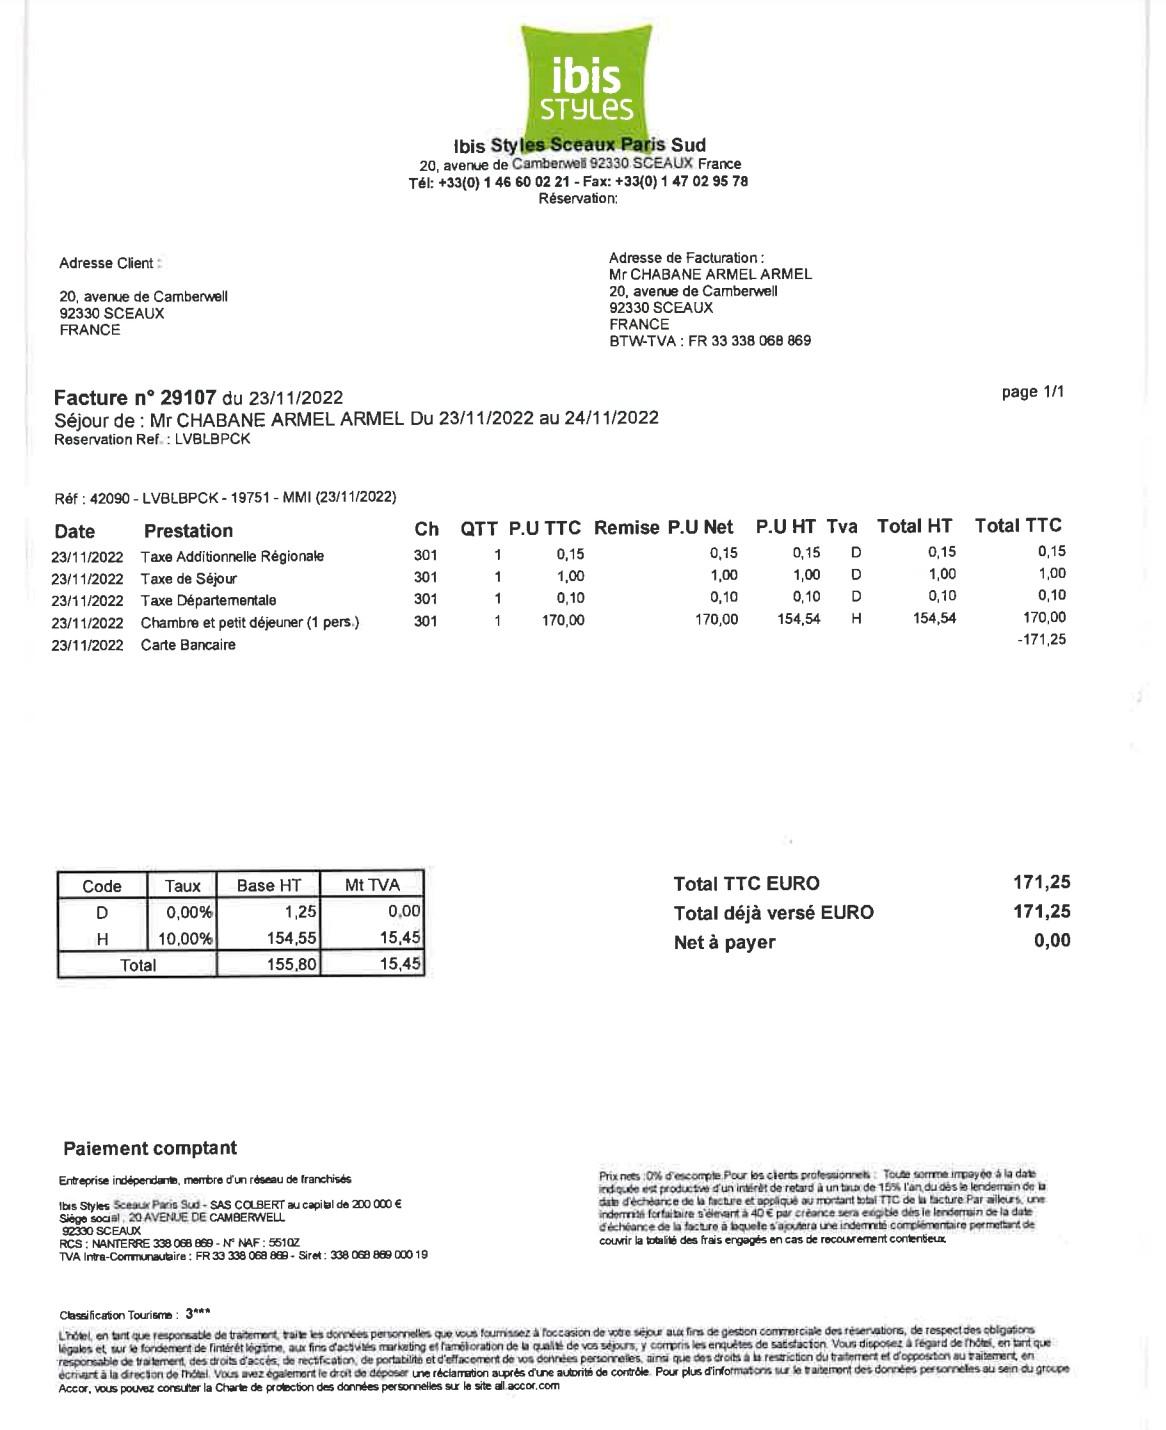 ibis
STYLES
Ibis Styles Sceaux Paris Sud
20, avenue de Camberwell 92330 SCEAUX France
Tél: +33(0) 1 46 60 02 21 - Fax: +33(0) 1 47 02 95 78
Réservation:
Adresse Client :
20, avenue de Camberwell
92330 SCEAUX
FRANCE
Adresse de Facturation :
Mr CHABANE ARMEL ARMEL
20, avenue de Camberwell
92330 SCEAUX
FRANCE
BTW-TVA : FR 33 338 068 869
Facture n° 29107 du 23/11/2022
page 1/1
Séjour de : Mr CHABANE ARMEL ARMEL Du 23/11/2022 au 24/11/2022
Reservation Ref. : LVBLBPCK
Réf : 42090 - LVBLBPCK - 19751 - MMI (23/11/2022)
Date Prestation Ch QTT P.U TTC Remise P.U Net P.U HT Tva Total HT Total TTC
23/11/2022 Taxe Additionnelle Régionale 301 1 0,15 0,15 0,15 D 0,15 0,15
23/11/2022 Taxe de Séjour 301 1 1,00 1,00 1,00 D 1,00 1,00
23/11/2022 Taxe Départementale 301 1 0,10 0,10 0,10 D 0,10 0,10
23/11/2022 Chambre et petit déjeuner (1 pers.) 301 1 170,00 170,00 154,54 H 154,54 170,00
23/11/2022 Carte Bancaire -171,25
Code Taux Base HT Mt TVA
D 0,00% 1,25 0,00
H 10,00% 154,55 15,45
Total 155,80 15,45
Total TTC EURO 171,25
Total déjà versé EURO 171,25
Net à payer 0,00
Paiement comptant
Entreprise indépendante, membre d'un réseau de franchisés
Ibis Styles Sceaux Paris Sud - SAS COLBERT au capital de 200 000 €
Siège social : 20 AVENUE DE CAMBERWELL
92330 SCEAUX
RCS : NANTERRE 338 068 869 - N° NAF : 5510Z
TVA Intra-Communautaire : FR 33 338 068 869 - Siret : 338 068 869 000 19
Prix nets :0% d'escompte.Pour les clients professionnels : Toute somme impayée à la date
indiquée est productive d'un intérêt de retard à un taux de 15% l'an,du dès le lendemain de la
date d'échéance de la facture et appliqué au montant total TTC de la facture.Par ailleurs, une
indemnité forfaitaire s'élevant à 40 € par créance sera exigible dès le lendemain de la date
d'échéance de la facture à laquelle s'ajoutera une indemnité complémentaire permettant de
couvrir la totalité des frais engagés en cas de recouvrement contentieux.
Classification Tourisme : 3***
L'hôtel, en tant que responsable de traitement, traite les données personnelles que vous fournissez à l'occasion de votre séjour aux fins de gestion commerciale des réservations, de respect des obligations
légales et, sur le fondement de l'intérêt légitime, aux fins d'activités marketing et l'amélioration de la qualité de vos séjours, y compris les enquêtes de satisfaction. Vous disposez à l'égard de l'hôtel, en tant que
responsable de traitement, des droits d'accès, de rectification, de portabilité et d'effacement de vos données personnelles, ainsi que des droits à la restriction du traitement et d'opposition au traitement, en
écrivant à la direction de l'hôtel. Vous avez également le droit de déposer une réclamation auprès d'une autorité de contrôle. Pour plus d'informations sur le traitement des données personnelles au sein du groupe
Accor, vous pouvez consulter la Charte de protection des données personnelles sur le site all.accor.com